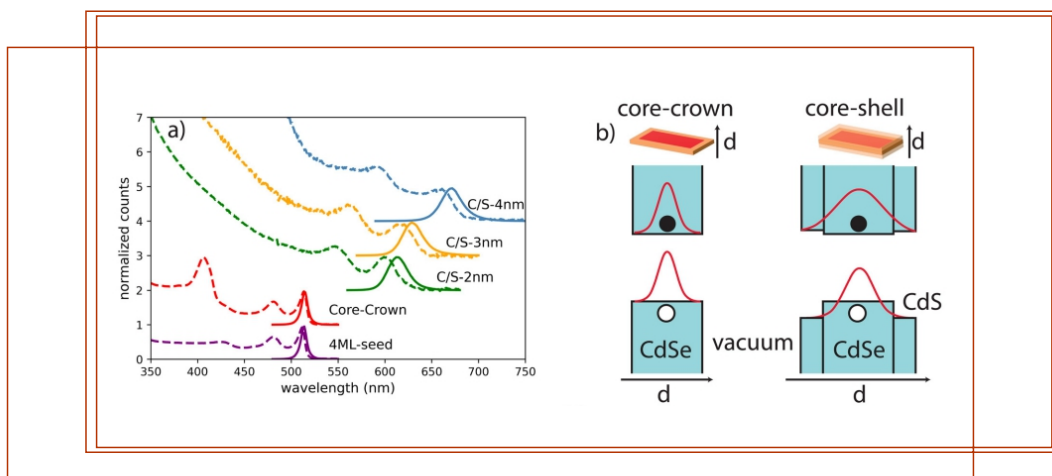 a)
normalized counts
7
6
5
4
3
2
1
0
C/S-4nm
C/S-3nm
C/S-2nm
Core-Crown
4ML-seed
350 400 450 500 550 600 650 700 750
wavelength (nm)
b)
core-crown
core-shell
d
d
CdS
CdSe
vacuum
CdSe
d
d